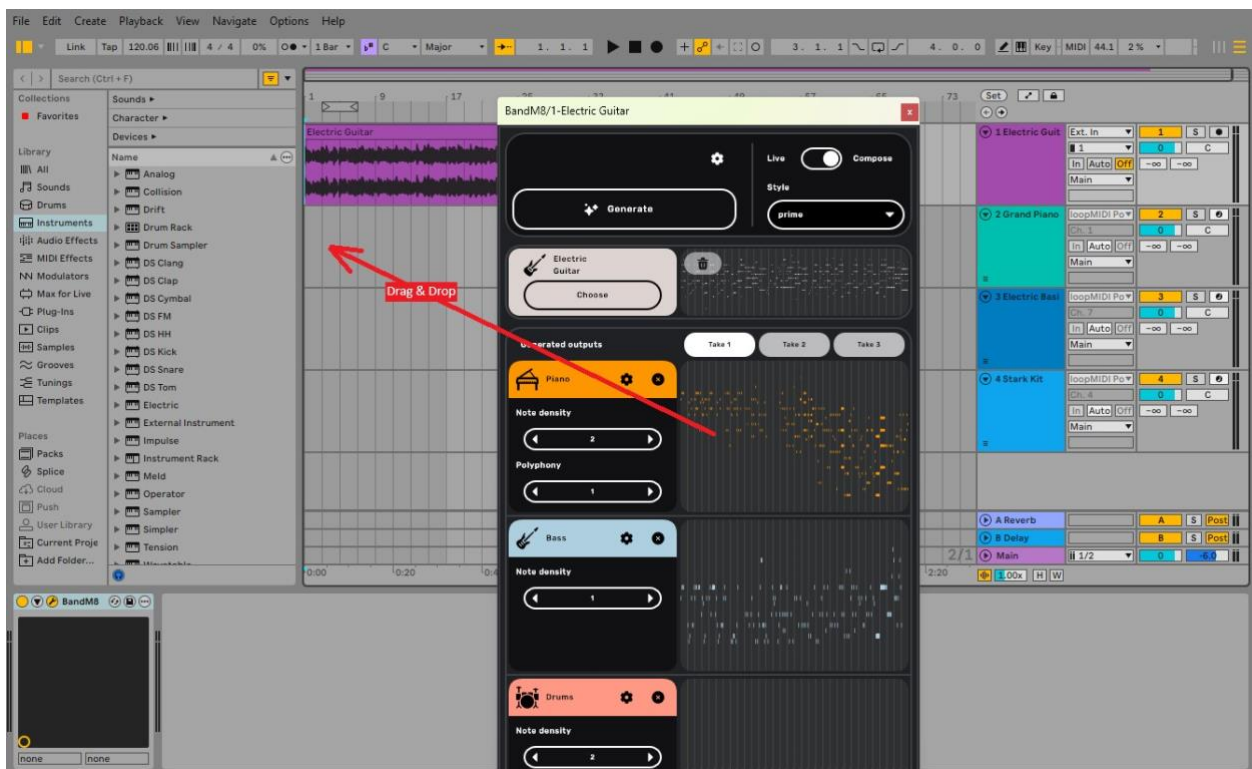 File Edit Create Playback View Navigate Options Help
Link Tap 120.06 4 / 4 0% 1 Bar C Major 1. 1. 1 3. 1. 1 4. 0. 0 Key MIDI 44.1 2%
Search (Ctrl + F)
Collections
Favorites
Library
All
Sounds
Drums
Instruments
Audio Effects
MIDI Effects
Modulators
Max for Live
Plug-Ins
Clips
Samples
Grooves
Tunings
Templates
Places
Packs
Splice
Cloud
Push
User Library
Current Proje
Add Folder...
Sounds
Character
Devices
Name
Analog
Collision
Drift
Drum Rack
Drum Sampler
DS Clang
DS Clap
DS Cymbal
DS FM
DS HH
DS Kick
DS Snare
DS Tom
Electric
External Instrument
Impulse
Instrument Rack
Meld
Operator
Sampler
Simpler
Tension
1 9 17 73
Electric Guitar
Drag & Drop
0:00 0:20 2:20
2/1
BandM8/1-Electric Guitar
x
Live Compose
Style
Generate prime
Electric
Guitar
Choose
Generated outputs Take 1 Take 2 Take 3
Piano
Note density
2
Polyphony
1
Bass
Note density
1
Drums
Note density
2
Set
1 Electric Guit Ext. In 1 S
1 0 C
In Auto Off -∞ -∞
Main
2 Grand Piano loopMIDI Po 2 S
Ch. 1 0 C
In Auto Off -∞ -∞
Main
3 Electric Bass loopMIDI Po 3 S
Ch. 7 0 C
In Auto Off -∞ -∞
Main
4 Stark Kit loopMIDI Po 4 S
Ch. 4 0 C
In Auto Off -∞ -∞
Main
A Reverb A S Post
B Delay B S Post
Main 1/2 0 -6.0
1.00x H W
BandM8
none none